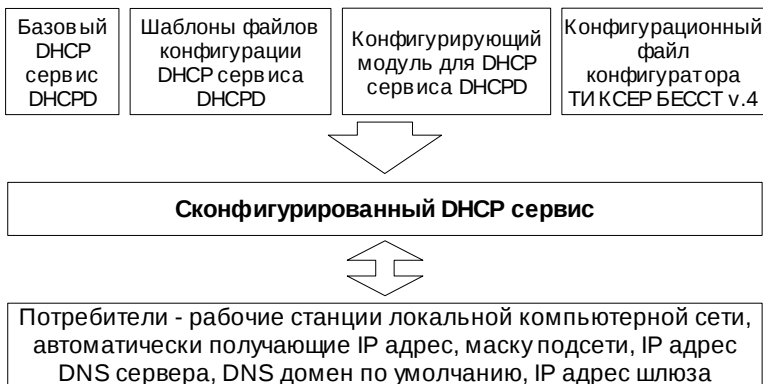 Базовый
DHCP
сервис
DHCPD
Шаблоны файлов
конфигурации
DHCP сервиса
DHCPD
Конфигурирующий
модуль для DHCP
сервиса DHCPD
Конфигурационный
файл
конфигуратора
ТИ КСЕР БЕССТ v.4
Сконфигурированный DHCP сервис
Потребители - рабочие станции локальной компьютерной сети,
автоматически получающие IP адрес, маску подсети, IP адрес
DNS сервера, DNS домен по умолчанию, IP адрес шлюза